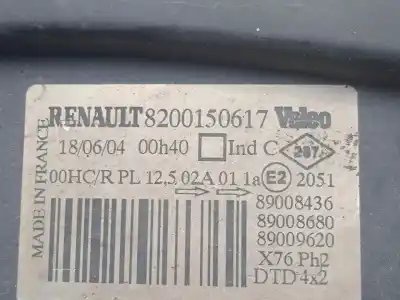 RENAULT 8200150617 Valeo
18/06/04 00h40 Ind C 267
00HC/R PL 12,5 02A 01 1a E2 2051
89008436
89008680
89009620
X76 Ph2
DTD 4x2
MADE IN FRANCE